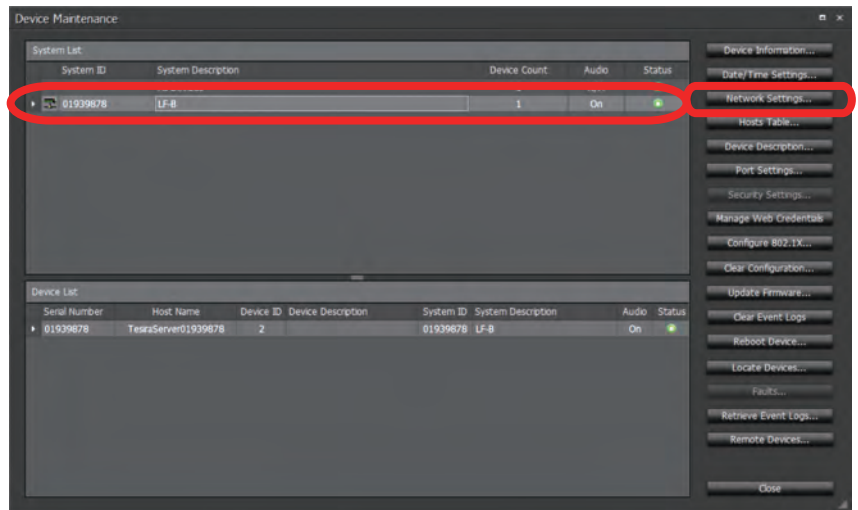 Device Maintenance
System List
System ID System Description Device Count Audio Status
01939878 LF-B 1 On
Device List
Serial Number Host Name Device ID Device Description System ID System Description Audio Status
01939878 TesiraServer01939878 2 01939878 LF-B On
Device Information...
Date/Time Settings...
Network Settings...
Hosts Table...
Device Description...
Port Settings...
Security Settings...
Manage Web Credentials
Configure 802.1X...
Clear Configuration...
Update Firmware...
Clear Event Logs
Reboot Device...
Locate Devices...
Faults...
Retrieve Event Logs...
Remote Devices...
Close